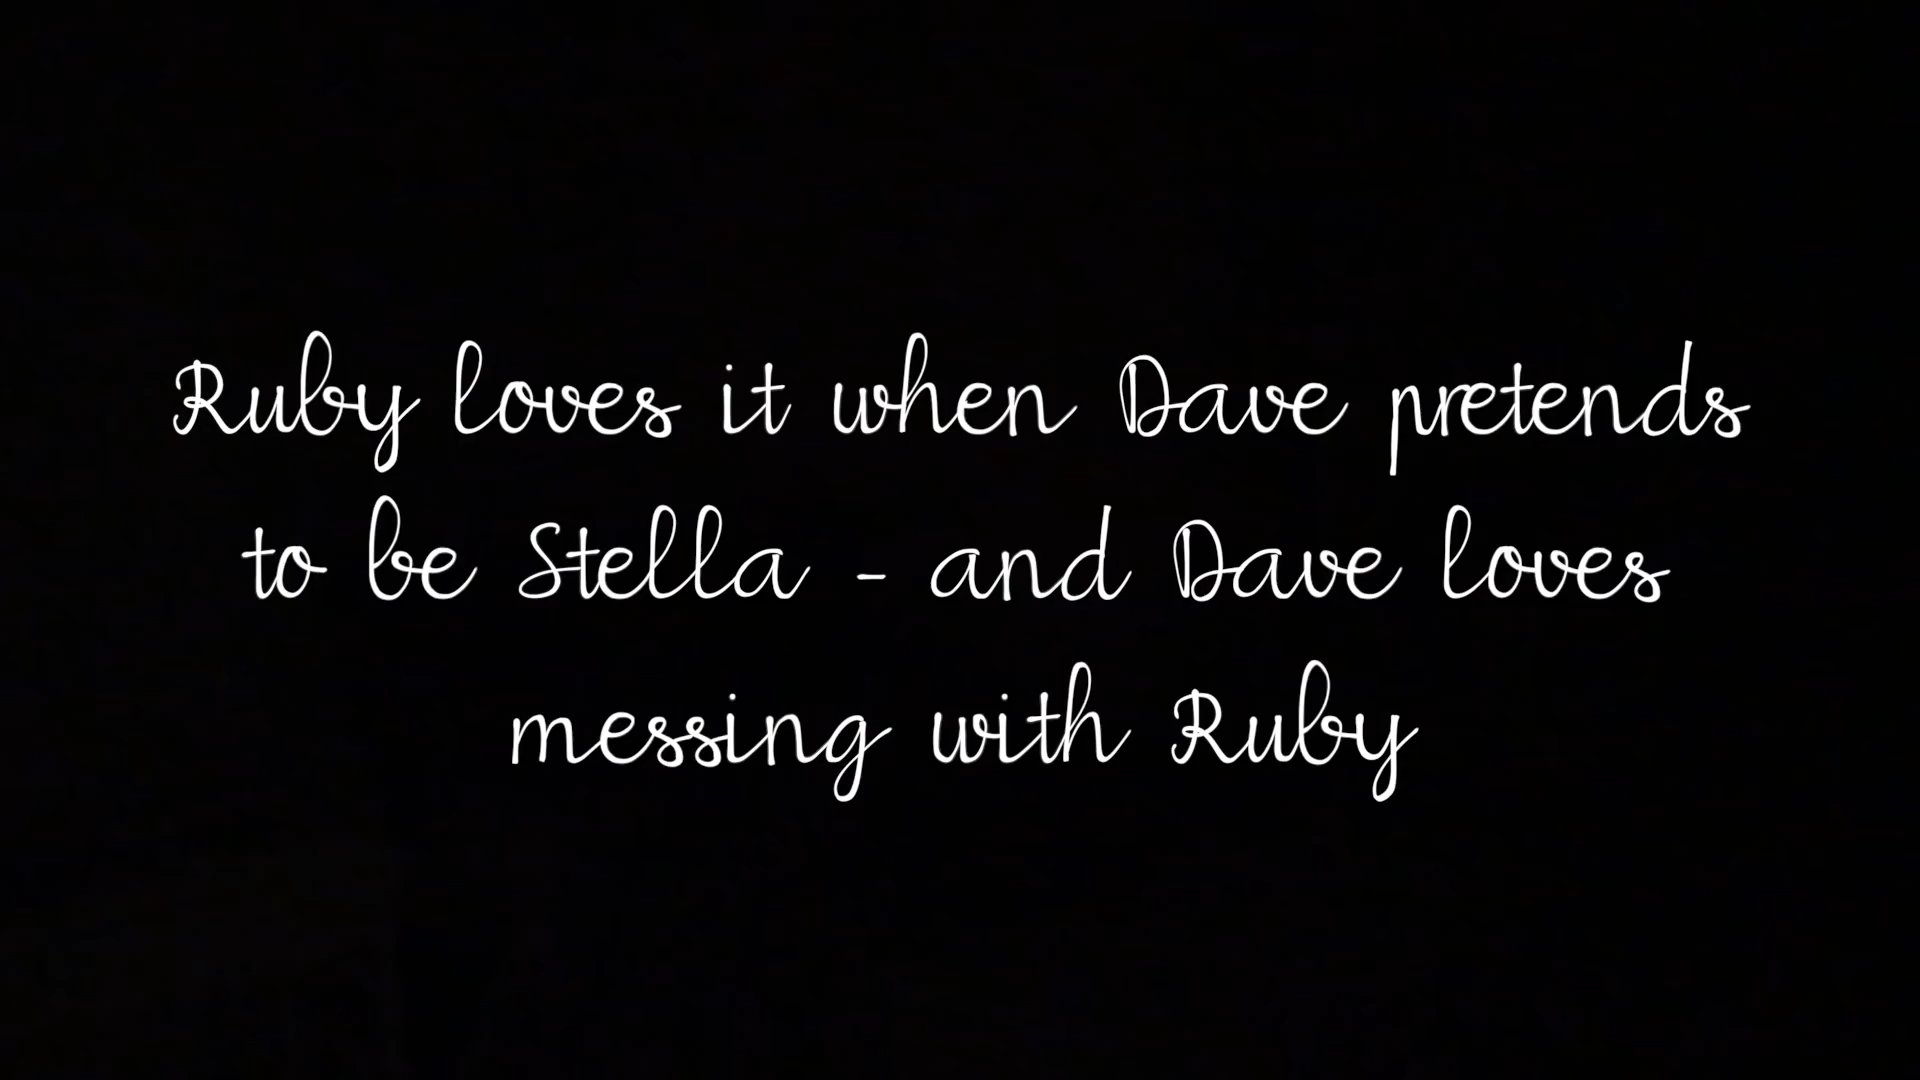 Ruby loves it when Dave pretends
to be Stella - and Dave loves
messing with Ruby